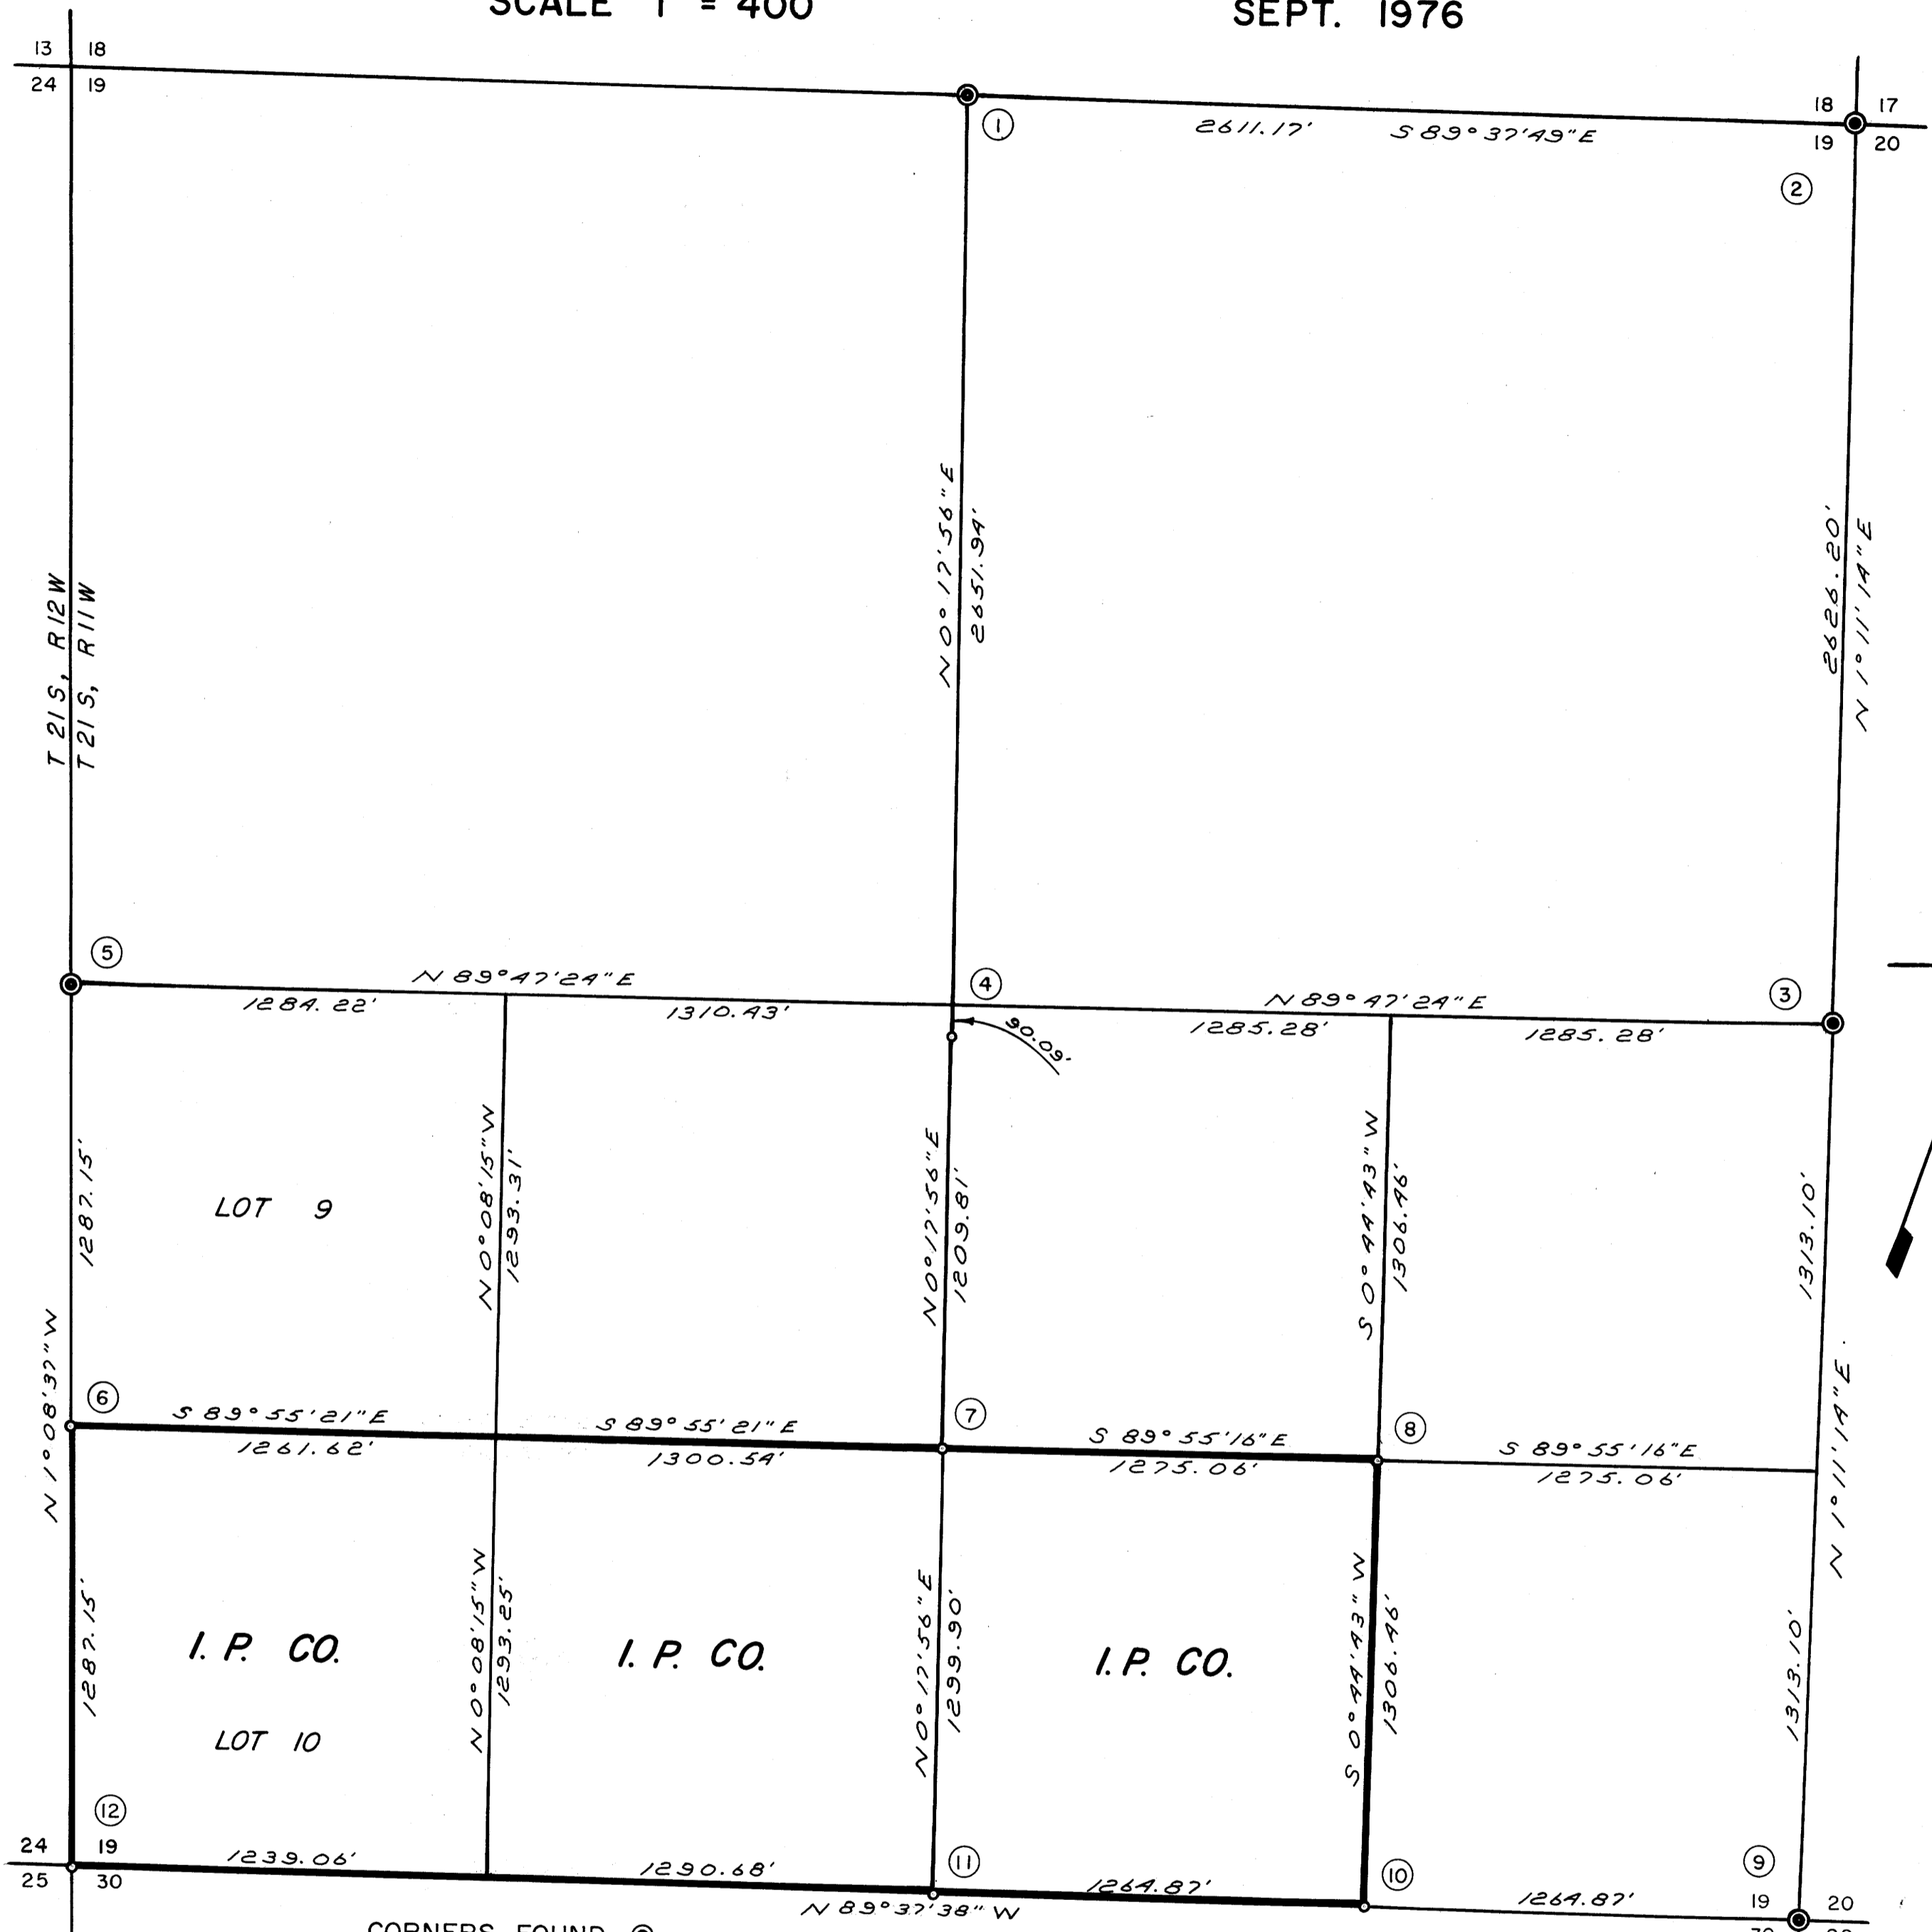 SCALE 1" = 400'
SEPT. 1976
13 18
24 19
18 17
19 20
①
2611.17' S 89°37'49"E
②
N 0°17'56"E
2651.94'
2626.20'
N 1°11'14"E
T 21 S, R12W
T 21 S, R11W
⑤
N 89°47'24"E
1284.22'
1310.43'
④
90.09'
N 89°47'24"E
1285.28'
1285.28'
③
1287.15'
LOT 9
N 0°08'15"W
1293.31'
N 0°17'56"E
1209.81'
S 0°44'43"W
1306.46'
1313.10'
N 1°08'37"W
⑥
S 89°55'21"E
1261.62'
S 89°55'21"E
1300.54'
⑦
S 89°55'16"E
1275.06'
⑧
S 89°55'16"E
1275.06'
N 1°11'14"E.
1287.15'
I. P. CO.
LOT 10
N 0°08'15"W
1293.25'
I. P. CO.
N 0°17'56"E
1299.90'
I. P. CO.
S 0°44'43"W
1306.46'
1313.10'
⑫
24 19
25 30
1239.06'
1290.68'
⑪
1264.87'
⑩
1264.87'
⑨
19 20
N 89°37'38"W
CORNERS FOUND